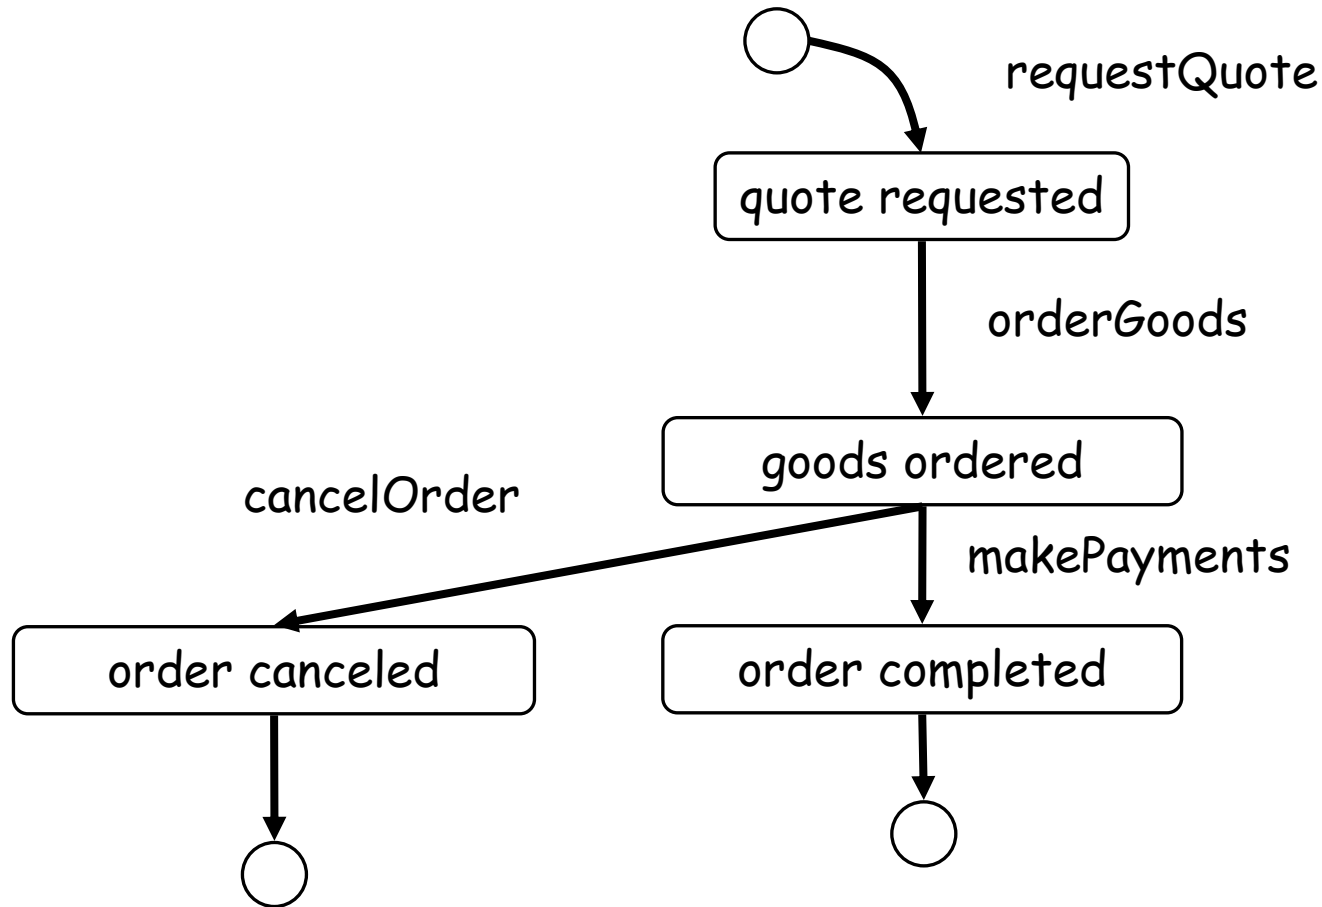 requestQuote
quote requested
orderGoods
goods ordered
cancelOrder
makePayments
order canceled
order completed